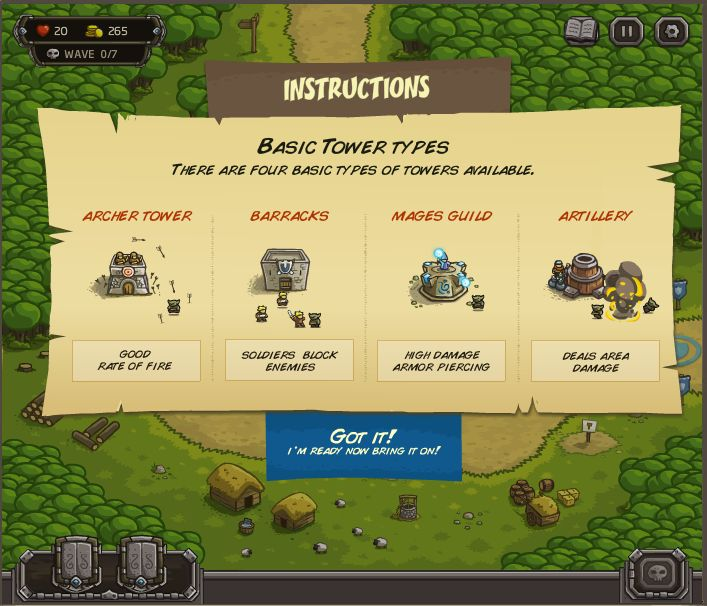 20 265
WAVE 0/7
INSTRUCTIONS
BASIC TOWER TYPES
THERE ARE FOUR BASIC TYPES OF TOWERS AVAILABLE.
ARCHER TOWER
BARRACKS
MAGES GUILD
ARTILLERY
GOOD
RATE OF FIRE
SOLDIERS BLOCK
ENEMIES
HIGH DAMAGE
ARMOR PIERCING
DEALS AREA
DAMAGE
GOT IT!
I'M READY NOW BRING IT ON!
?